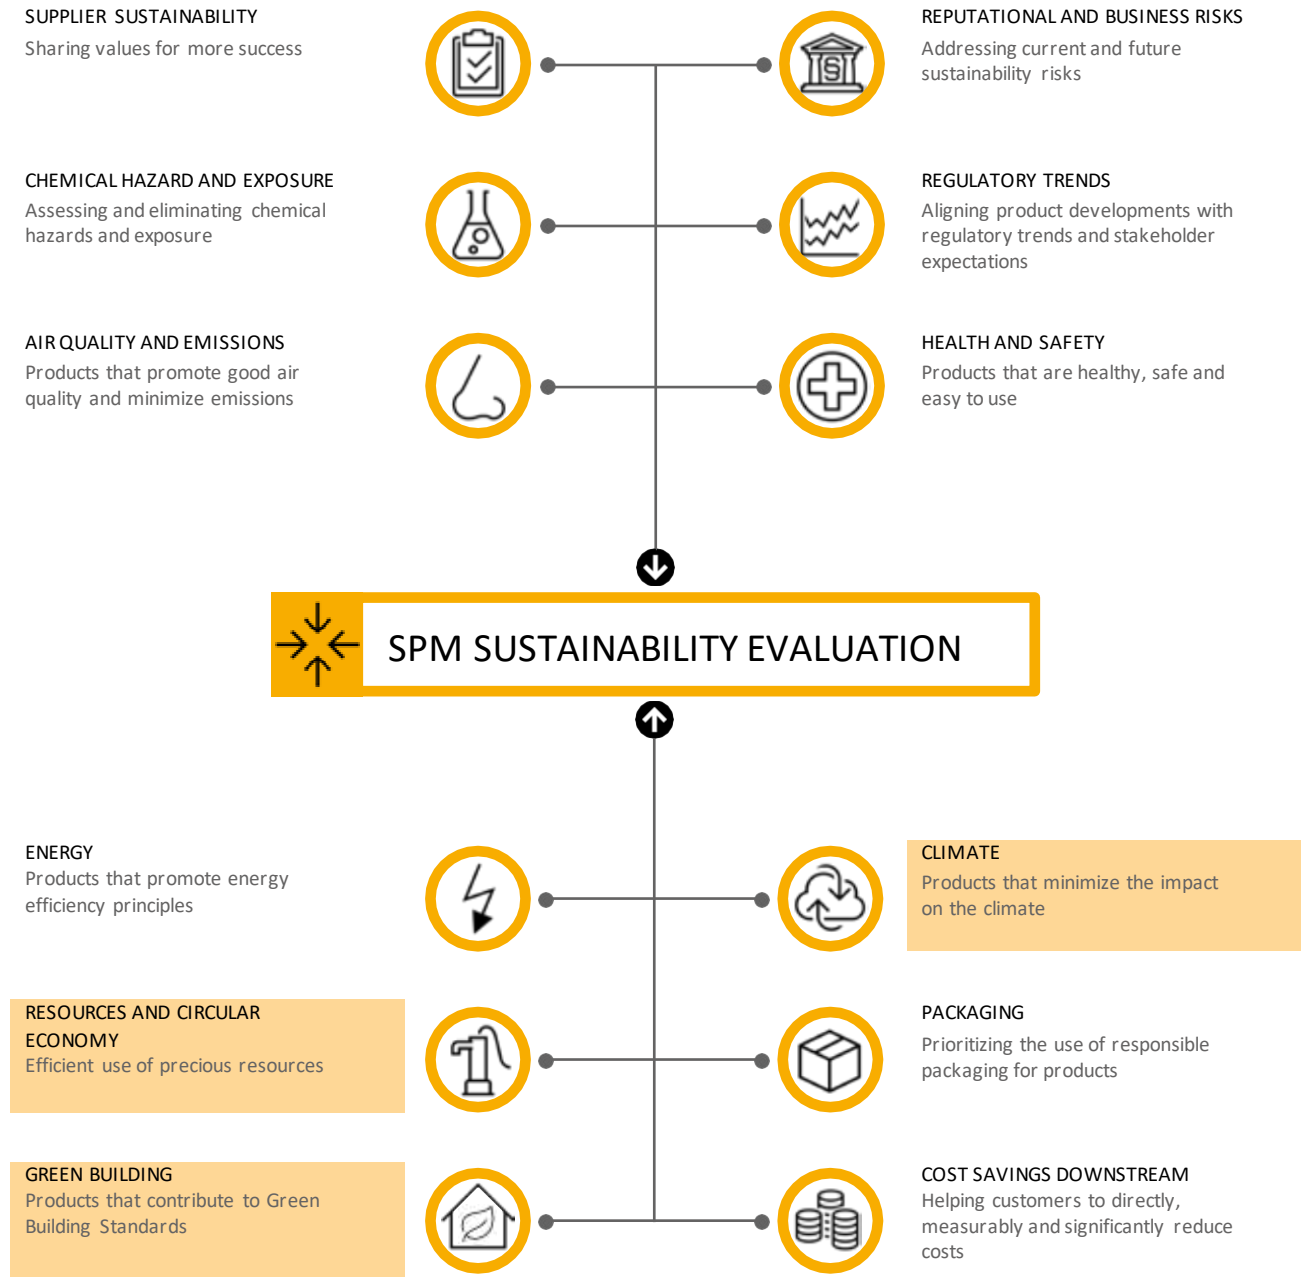 SUPPLIER SUSTAINABILITY
Sharing values for more success
REPUTATIONAL AND BUSINESS RISKS
Addressing current and future
sustainability risks
CHEMICAL HAZARD AND EXPOSURE
Assessing and eliminating chemical
hazards and exposure
REGULATORY TRENDS
Aligning product developments with
regulatory trends and stakeholder
expectations
AIR QUALITY AND EMISSIONS
Products that promote good air
quality and minimize emissions
HEALTH AND SAFETY
Products that are healthy, safe and
easy to use
SPM SUSTAINABILITY EVALUATION
ENERGY
Products that promote energy
efficiency principles
CLIMATE
Products that minimize the impact
on the climate
RESOURCES AND CIRCULAR
ECONOMY
Efficient use of precious resources
PACKAGING
Prioritizing the use of responsible
packaging for products
GREEN BUILDING
Products that contribute to Green
Building Standards
COST SAVINGS DOWNSTREAM
Helping customers to directly,
measurably and significantly reduce
costs